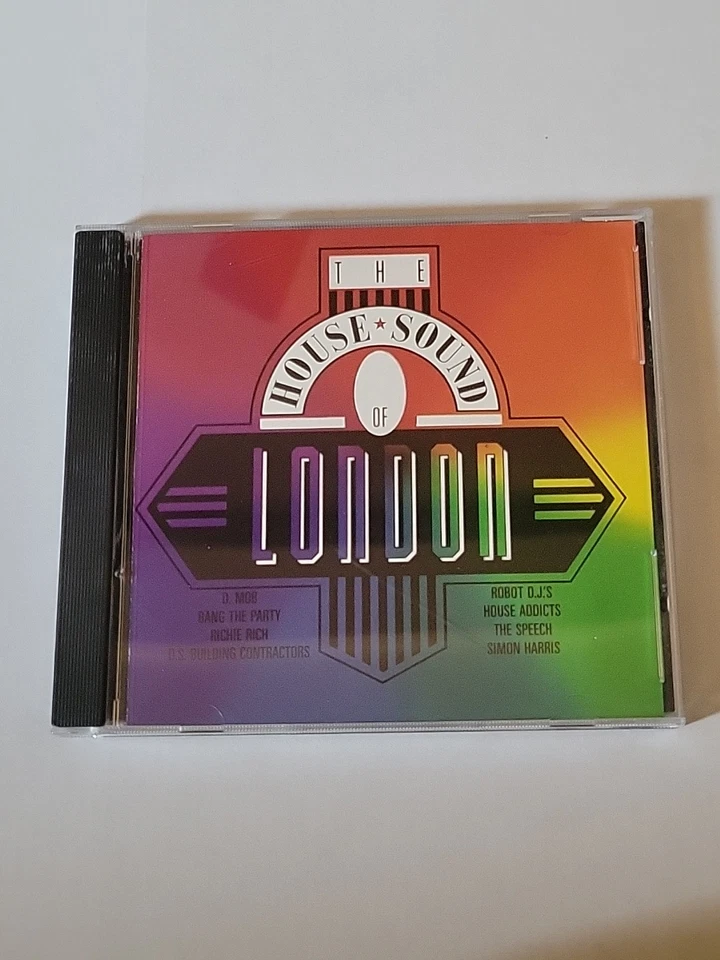 THE
HOUSE ★ SOUND
OF
LONDON
D. MOB
BANG THE PARTY
RICHIE RICH
U.S. BUILDING CONTRACTORS
ROBOT D.J.'S
HOUSE ADDICTS
THE SPEECH
SIMON HARRIS